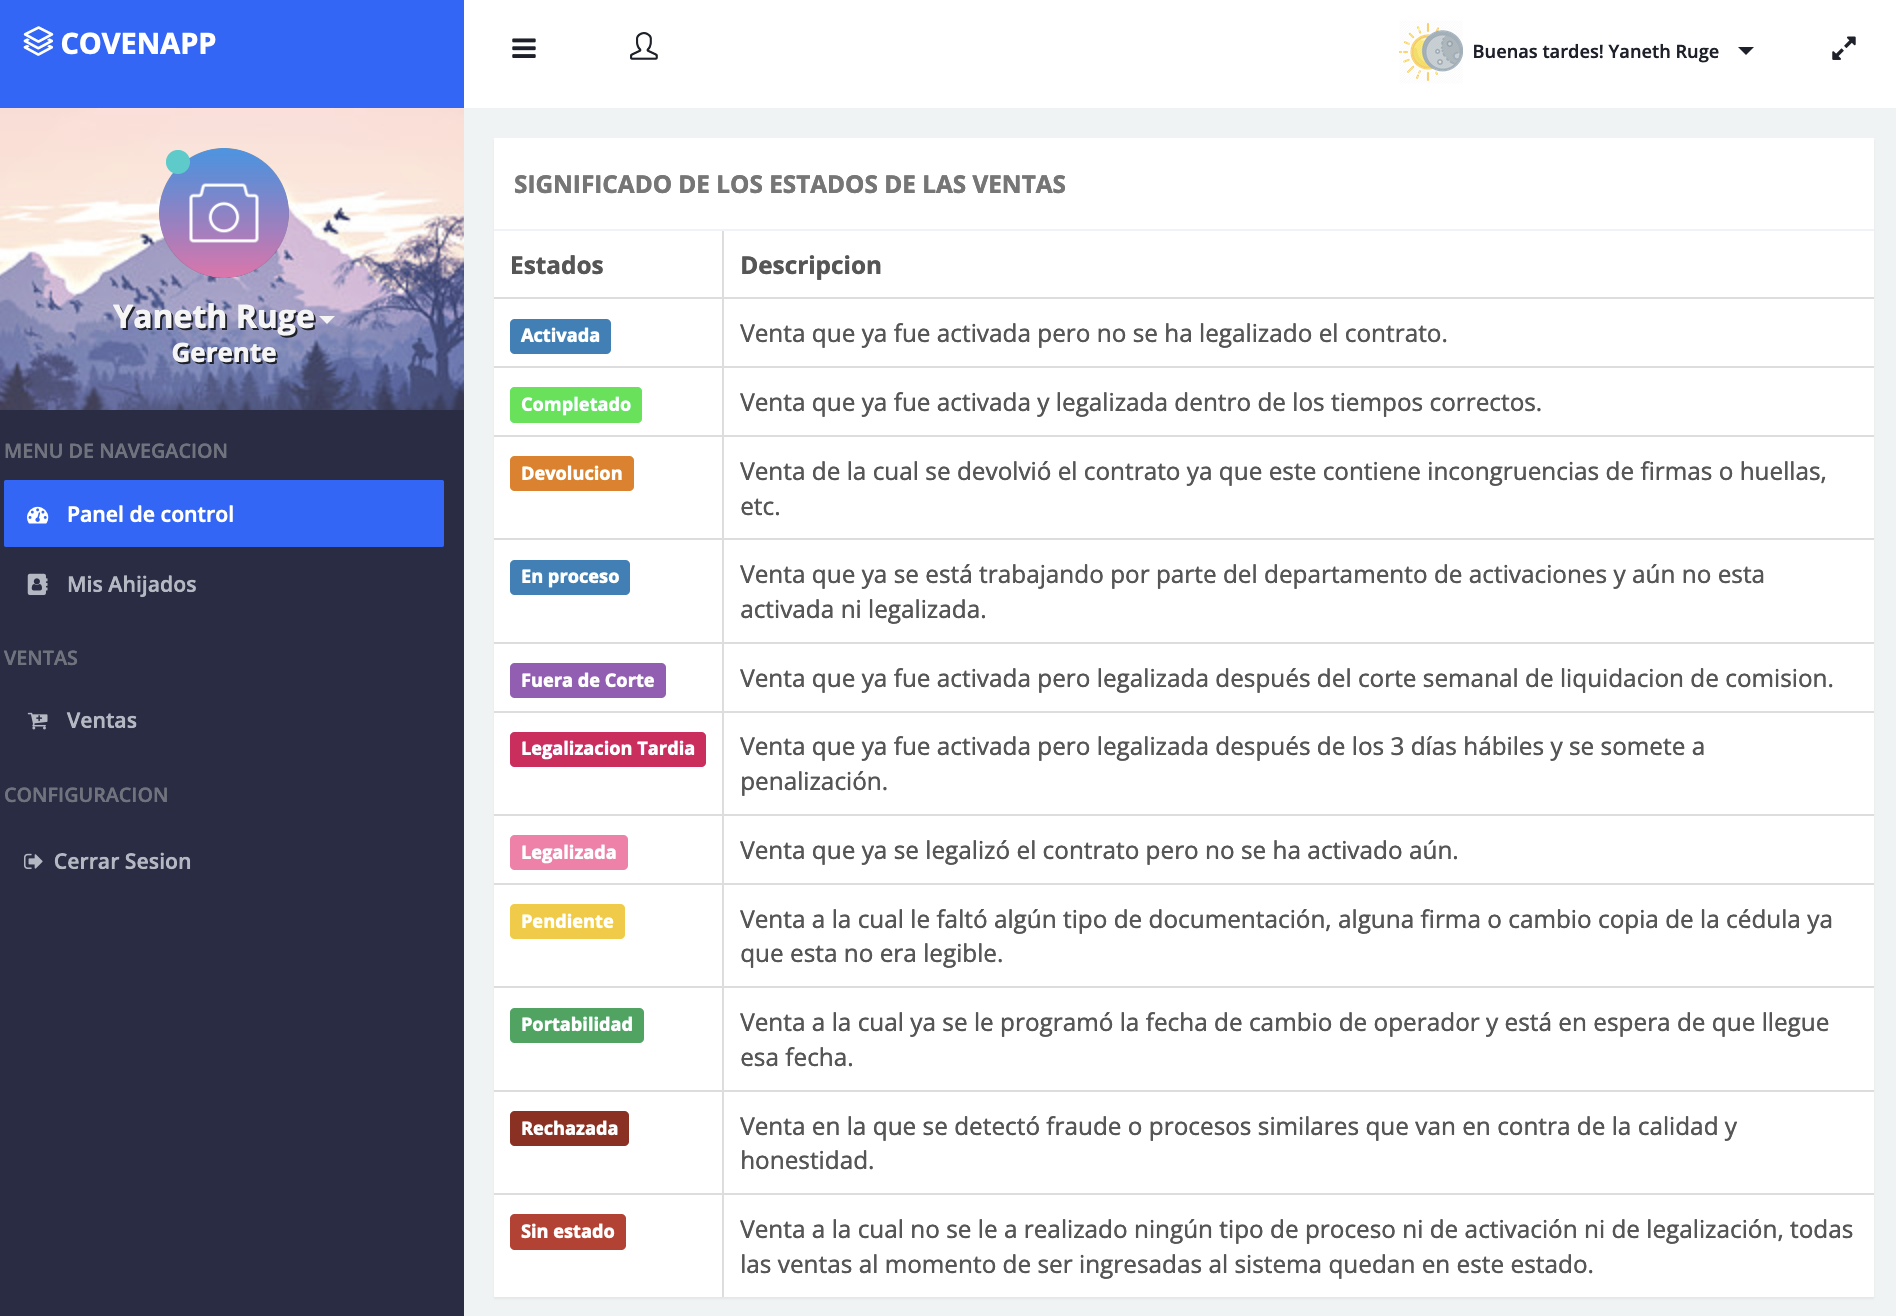 COVENAPP
Buenas tardes! Yaneth Ruge
Yaneth Ruge
Gerente
MENU DE NAVEGACION
Panel de control
Mis Ahijados
VENTAS
Ventas
CONFIGURACION
Cerrar Sesion
SIGNIFICADO DE LOS ESTADOS DE LAS VENTAS
Estados Descripcion
Activada Venta que ya fue activada pero no se ha legalizado el contrato.
Completado Venta que ya fue activada y legalizada dentro de los tiempos correctos.
Devolucion Venta de la cual se devolvió el contrato ya que este contiene incongruencias de firmas o huellas,
etc.
En proceso Venta que ya se está trabajando por parte del departamento de activaciones y aún no esta
activada ni legalizada.
Fuera de Corte Venta que ya fue activada pero legalizada después del corte semanal de liquidacion de comision.
Legalizacion Tardia Venta que ya fue activada pero legalizada después de los 3 días hábiles y se somete a
penalización.
Legalizada Venta que ya se legalizó el contrato pero no se ha activado aún.
Pendiente Venta a la cual le faltó algún tipo de documentación, alguna firma o cambio copia de la cédula ya
que esta no era legible.
Portabilidad Venta a la cual ya se le programó la fecha de cambio de operador y está en espera de que llegue
esa fecha.
Rechazada Venta en la que se detectó fraude o procesos similares que van en contra de la calidad y
honestidad.
Sin estado Venta a la cual no se le a realizado ningún tipo de proceso ni de activación ni de legalización, todas
las ventas al momento de ser ingresadas al sistema quedan en este estado.